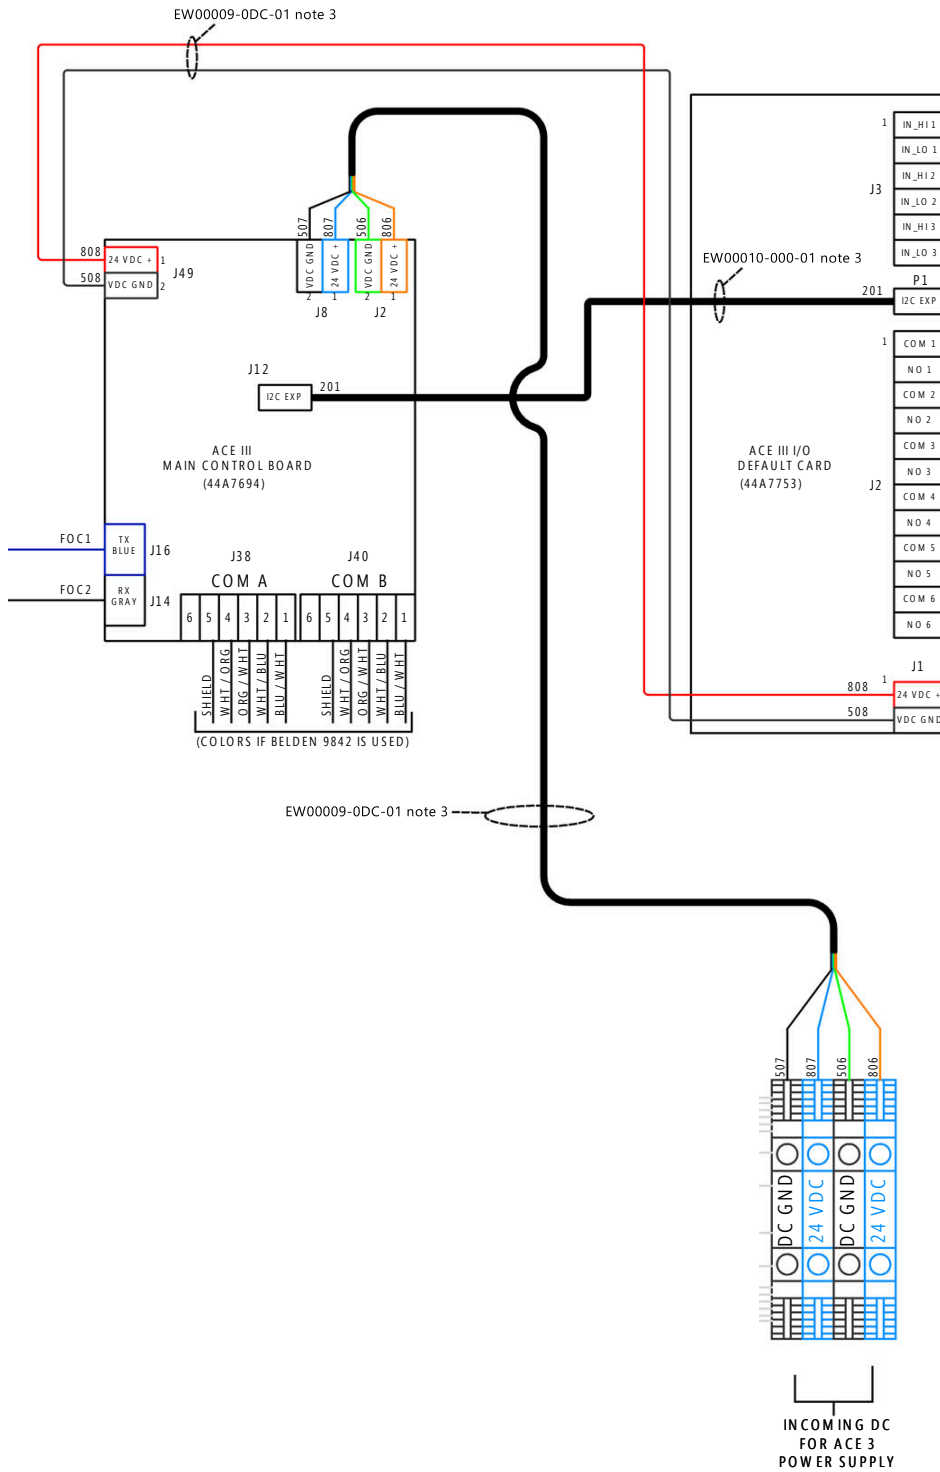 EW00009-0DC-01 note 3
507
807
506
806
VDC GND
24 VDC +
VDC GND
24 VDC +
2
1
2
1
J8
J2
808
24 VDC +
1
508
VDC GND
2
J49
J12
I2C EXP
201
ACE III
MAIN CONTROL BOARD
(44A7694)
FOC1
TX
BLUE
J16
FOC2
RX
GRAY
J14
J38
COM A
6
5
4
3
2
1
J40
COM B
6
5
4
3
2
1
SHIELD
WHT / ORG
ORG / WHT
WHT / BLU
BLU / WHT
SHIELD
WHT / ORG
ORG / WHT
WHT / BLU
BLU / WHT
(COLORS IF BELDEN 9842 IS USED)
EW00010-000-01 note 3
1
IN_HI 1
IN_LO 1
IN_HI 2
IN_LO 2
IN_HI 3
IN_LO 3
J3
P1
201
I2C EXP
1
COM 1
NO 1
COM 2
NO 2
COM 3
NO 3
COM 4
NO 4
COM 5
NO 5
COM 6
NO 6
J2
ACE III I/O
DEFAULT CARD
(44A7753)
J1
1
808
24 VDC +
508
VDC GND
EW00009-0DC-01 note 3
507
807
506
806
DC GND
24 VDC
DC GND
24 VDC
INCOMING DC
FOR ACE 3
POWER SUPPLY